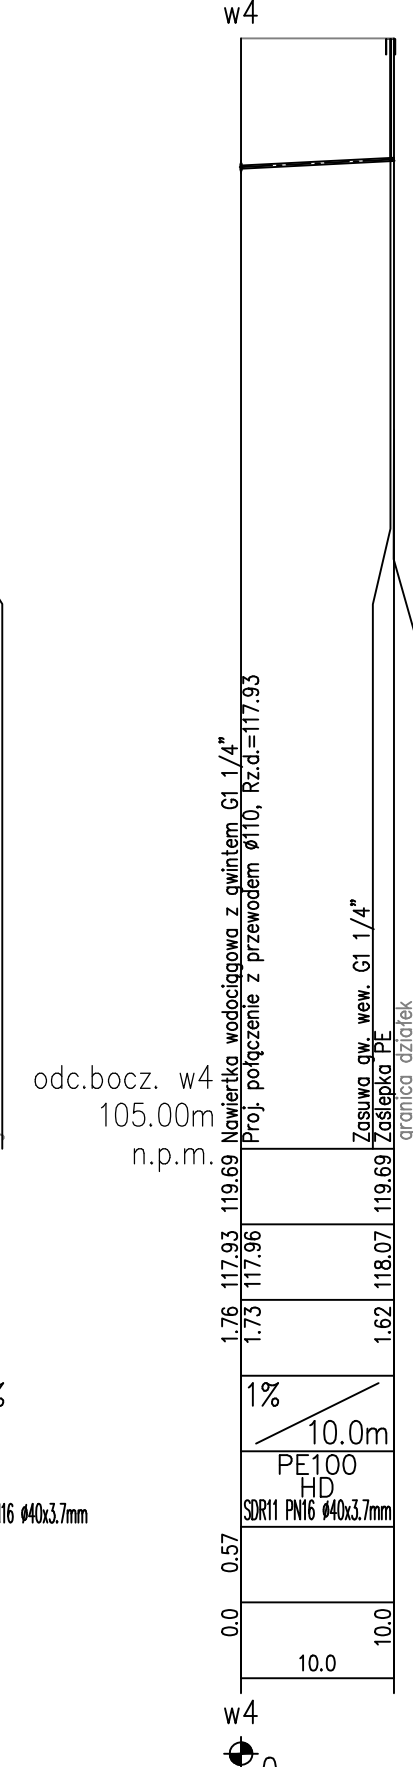 w4
Nawiertka wodociągowa z gwintem G1 1/4"
Proj. połączenie z przewodem ø110, Rz.d.=117.93
Zasuwa gw. wew. G1 1/4"
Zaślepka PE
granica działek
odc.bocz. w4
105.00m
n.p.m.
119.69
119.69
117.93
117.96
118.07
1.76
1.73
1.62
%
1%
10.0m
PE100
HD
SDR11 PN16 ø40x3.7mm
16 ø40x3.7mm
0.57
0.0
10.0
10.0
w4